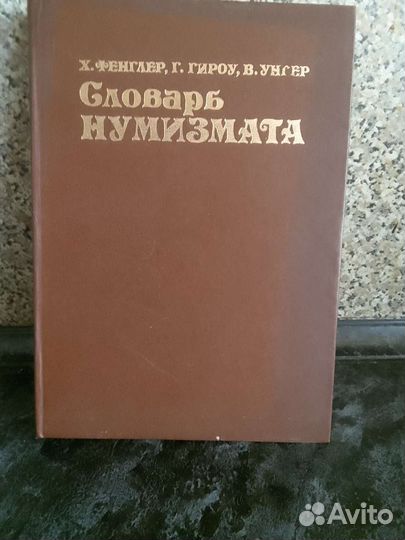 Х. ФЕНГЛЕР, Г. ГИРОУ, В. УНГЕР
Словарь
НУМИЗМАТА
Avito